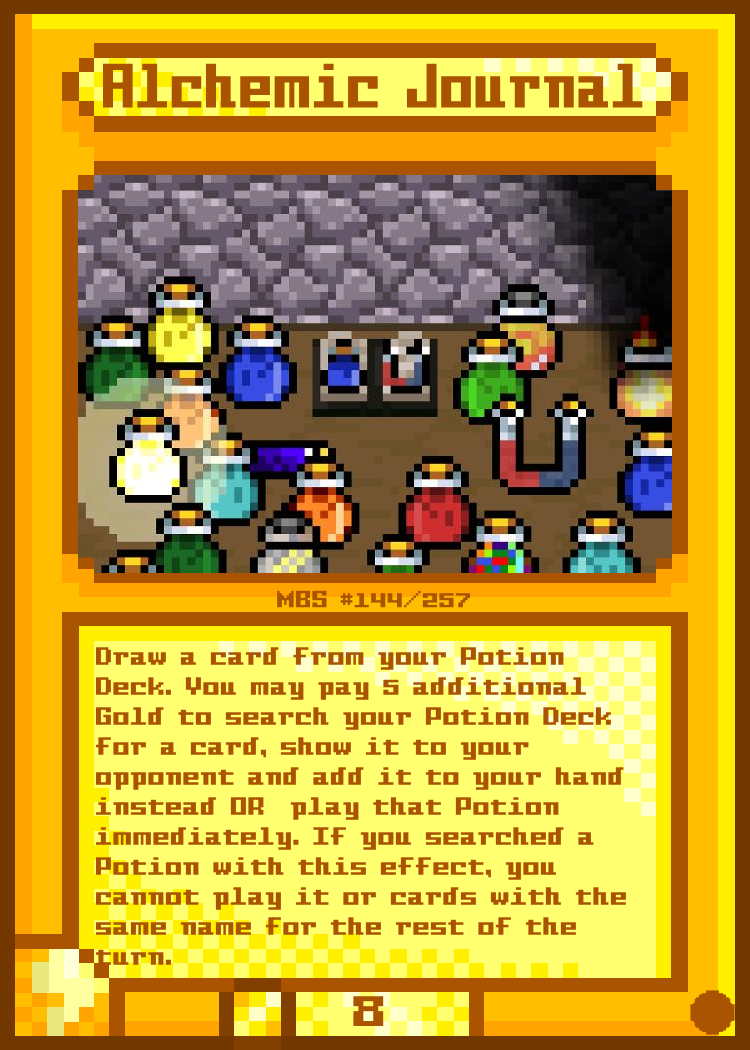 Alchemic Journal
MBS #144/257
Draw a card from your Potion
Deck. You may pay 5 additional
Gold to search your Potion Deck
for a card, show it to your
opponent and add it to your hand
instead OR  play that Potion
immediately. If you searched a
Potion with this effect, you
cannot play it or cards with the
same name for the rest of the
turn.
8